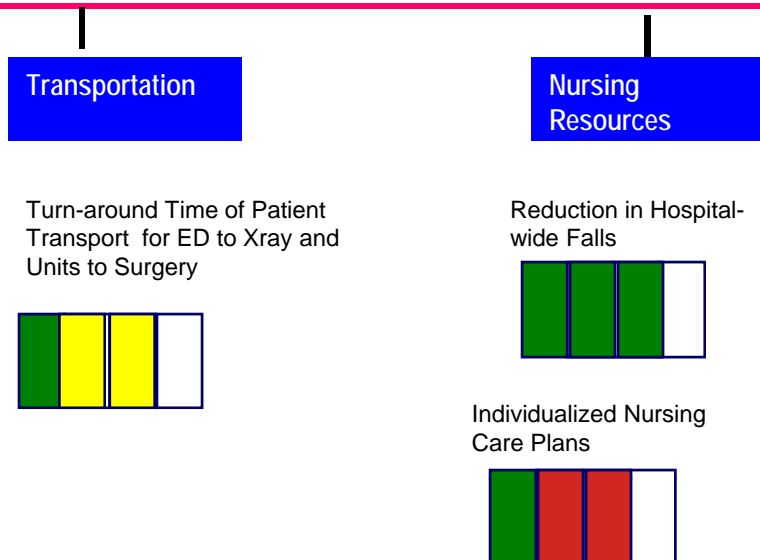 Transportation
Nursing
Resources
Turn-around Time of Patient
Transport for ED to Xray and
Units to Surgery
Reduction in Hospital-
wide Falls
Individualized Nursing
Care Plans